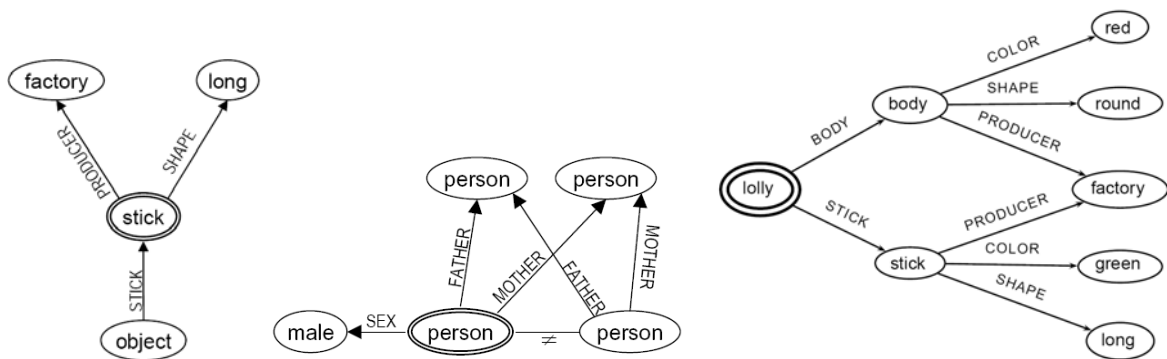 factory
long
PRODUCER
SHAPE
stick
STICK
object
person
person
FATHER
MOTHER
FATHER
MOTHER
male
SEX
person
≠
person
red
COLOR
body
SHAPE
round
BODY
PRODUCER
lolly
factory
STICK
PRODUCER
stick
COLOR
green
SHAPE
long